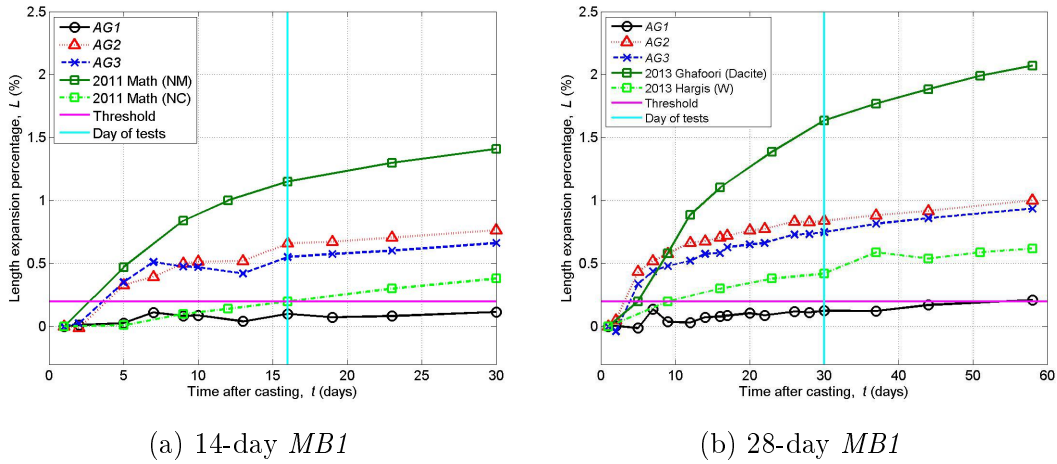 2.5
2
1.5
1
0.5
0
Length expansion percentage, L (%)
AG1
AG2
AG3
2011 Math (NM)
2011 Math (NC)
Threshold
Day of tests
5 10 15 20 25 30
0
Time after casting, t (days)
(a) 14-day MB1
2.5
2
1.5
1
0.5
0
Length expansion percentage, L (%)
AG1
AG2
AG3
2013 Ghafoori (Dacite)
2013 Hargis (W)
Threshold
Day of tests
0 10 20 30 40 50 60
Time after casting, t (days)
(b) 28-day MB1